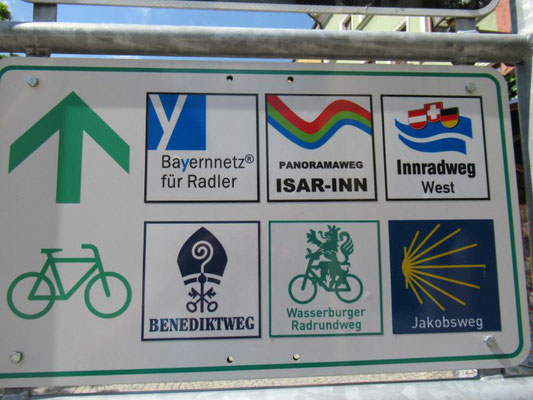 y
Bayernnetz®
für Radler
PANORAMAWEG
ISAR-INN
Innradweg
West
BENEDIKTWEG
Wasserburger
Radrundweg
Jakobsweg